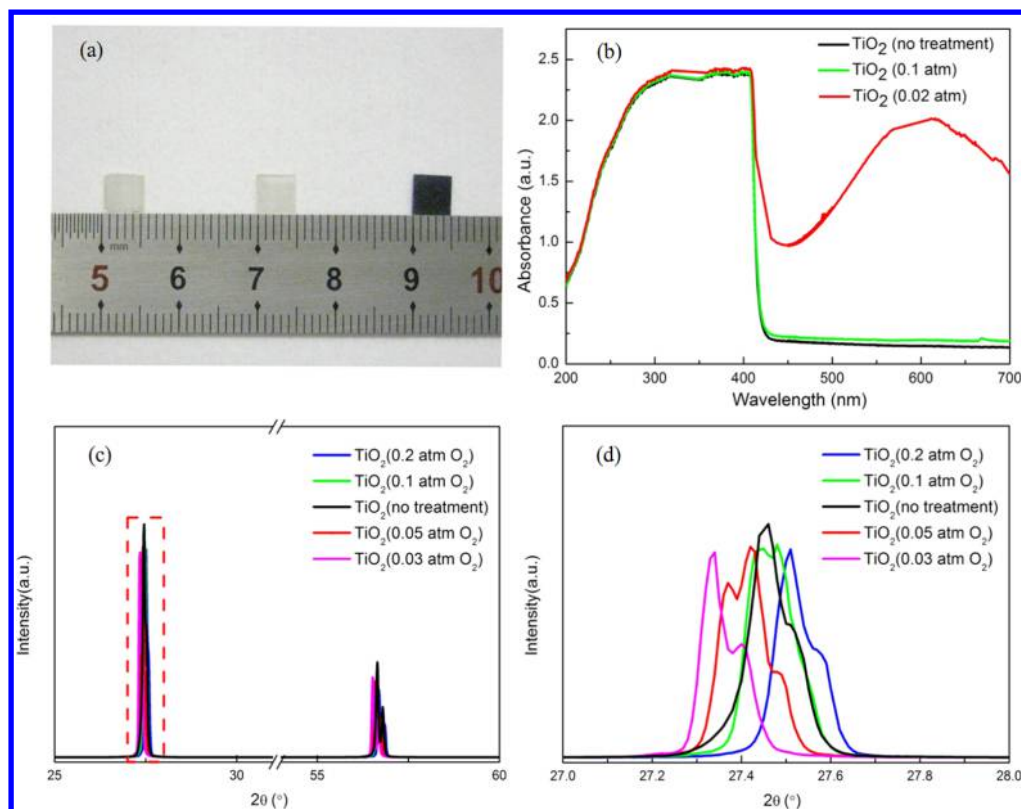 (a)
mm
5 6 7 8 9 10
(b)
TiO2 (no treatment)
TiO2 (0.1 atm)
TiO2 (0.02 atm)
Absorbance (a.u.)
2.5
2.0
1.5
1.0
0.5
0.0
200 300 400 500 600 700
Wavelength (nm)
(c)
TiO2(0.2 atm O2)
TiO2(0.1 atm O2)
TiO2(no treatment)
TiO2(0.05 atm O2)
TiO2(0.03 atm O2)
Intensity(a.u.)
25 30 55 60
2θ (°)
(d)
TiO2(0.2 atm O2)
TiO2(0.1 atm O2)
TiO2(no treatment)
TiO2(0.05 atm O2)
TiO2(0.03 atm O2)
Intensity(a.u.)
27.0 27.2 27.4 27.6 27.8 28.0
2θ (°)